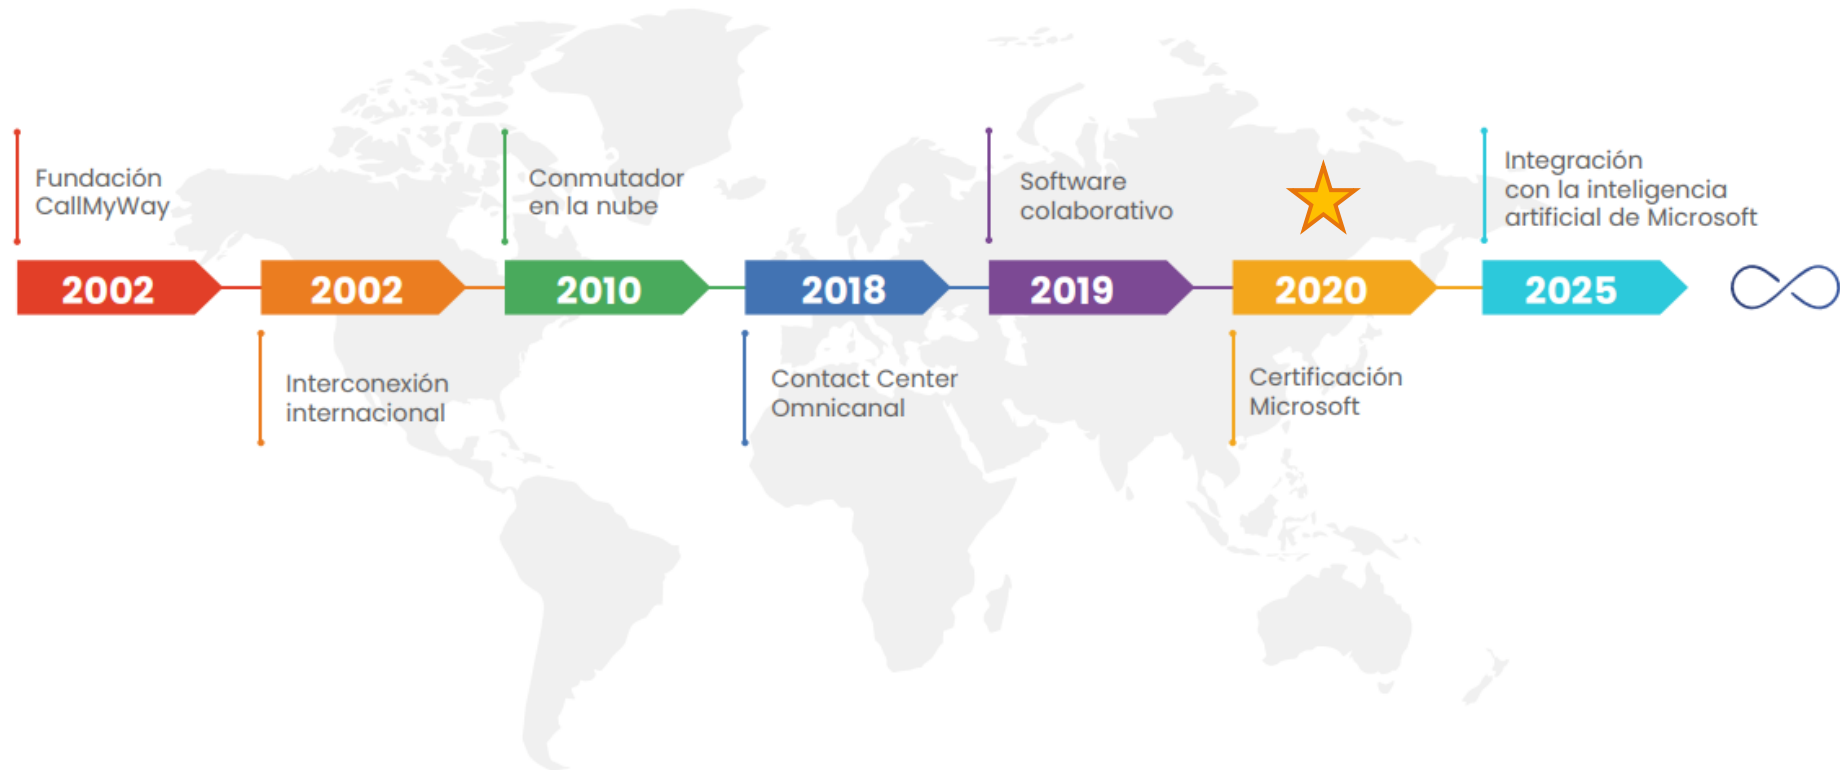 Fundación
CallMyWay
2002
2002
Interconexión
internacional
Conmutador
en la nube
2010
2018
Contact Center
Omnicanal
Software
colaborativo
2019
2020
Certificación
Microsoft
Integración
con la inteligencia
artificial de Microsoft
2025